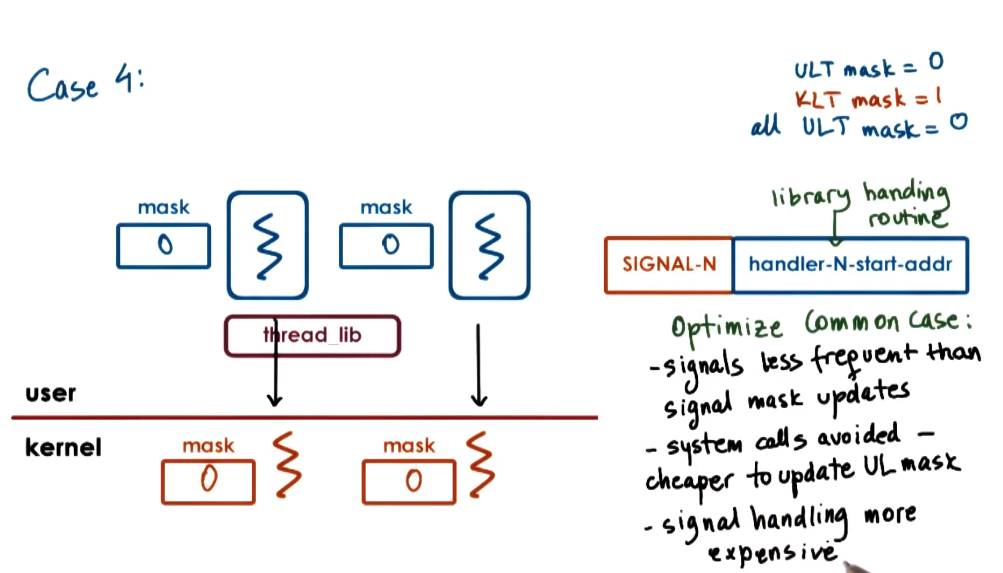 Case 4:
ULT mask = 0
KLT mask = 1
all ULT mask = 0
mask
0
mask
0
library handing
routine
SIGNAL-N
handler-N-start-addr
thread_lib
user
kernel
mask
0
mask
0
Optimize Common Case:
- signals less frequent than
signal mask updates
- system calls avoided -
cheaper to update UL mask
- signal handling more
expensive